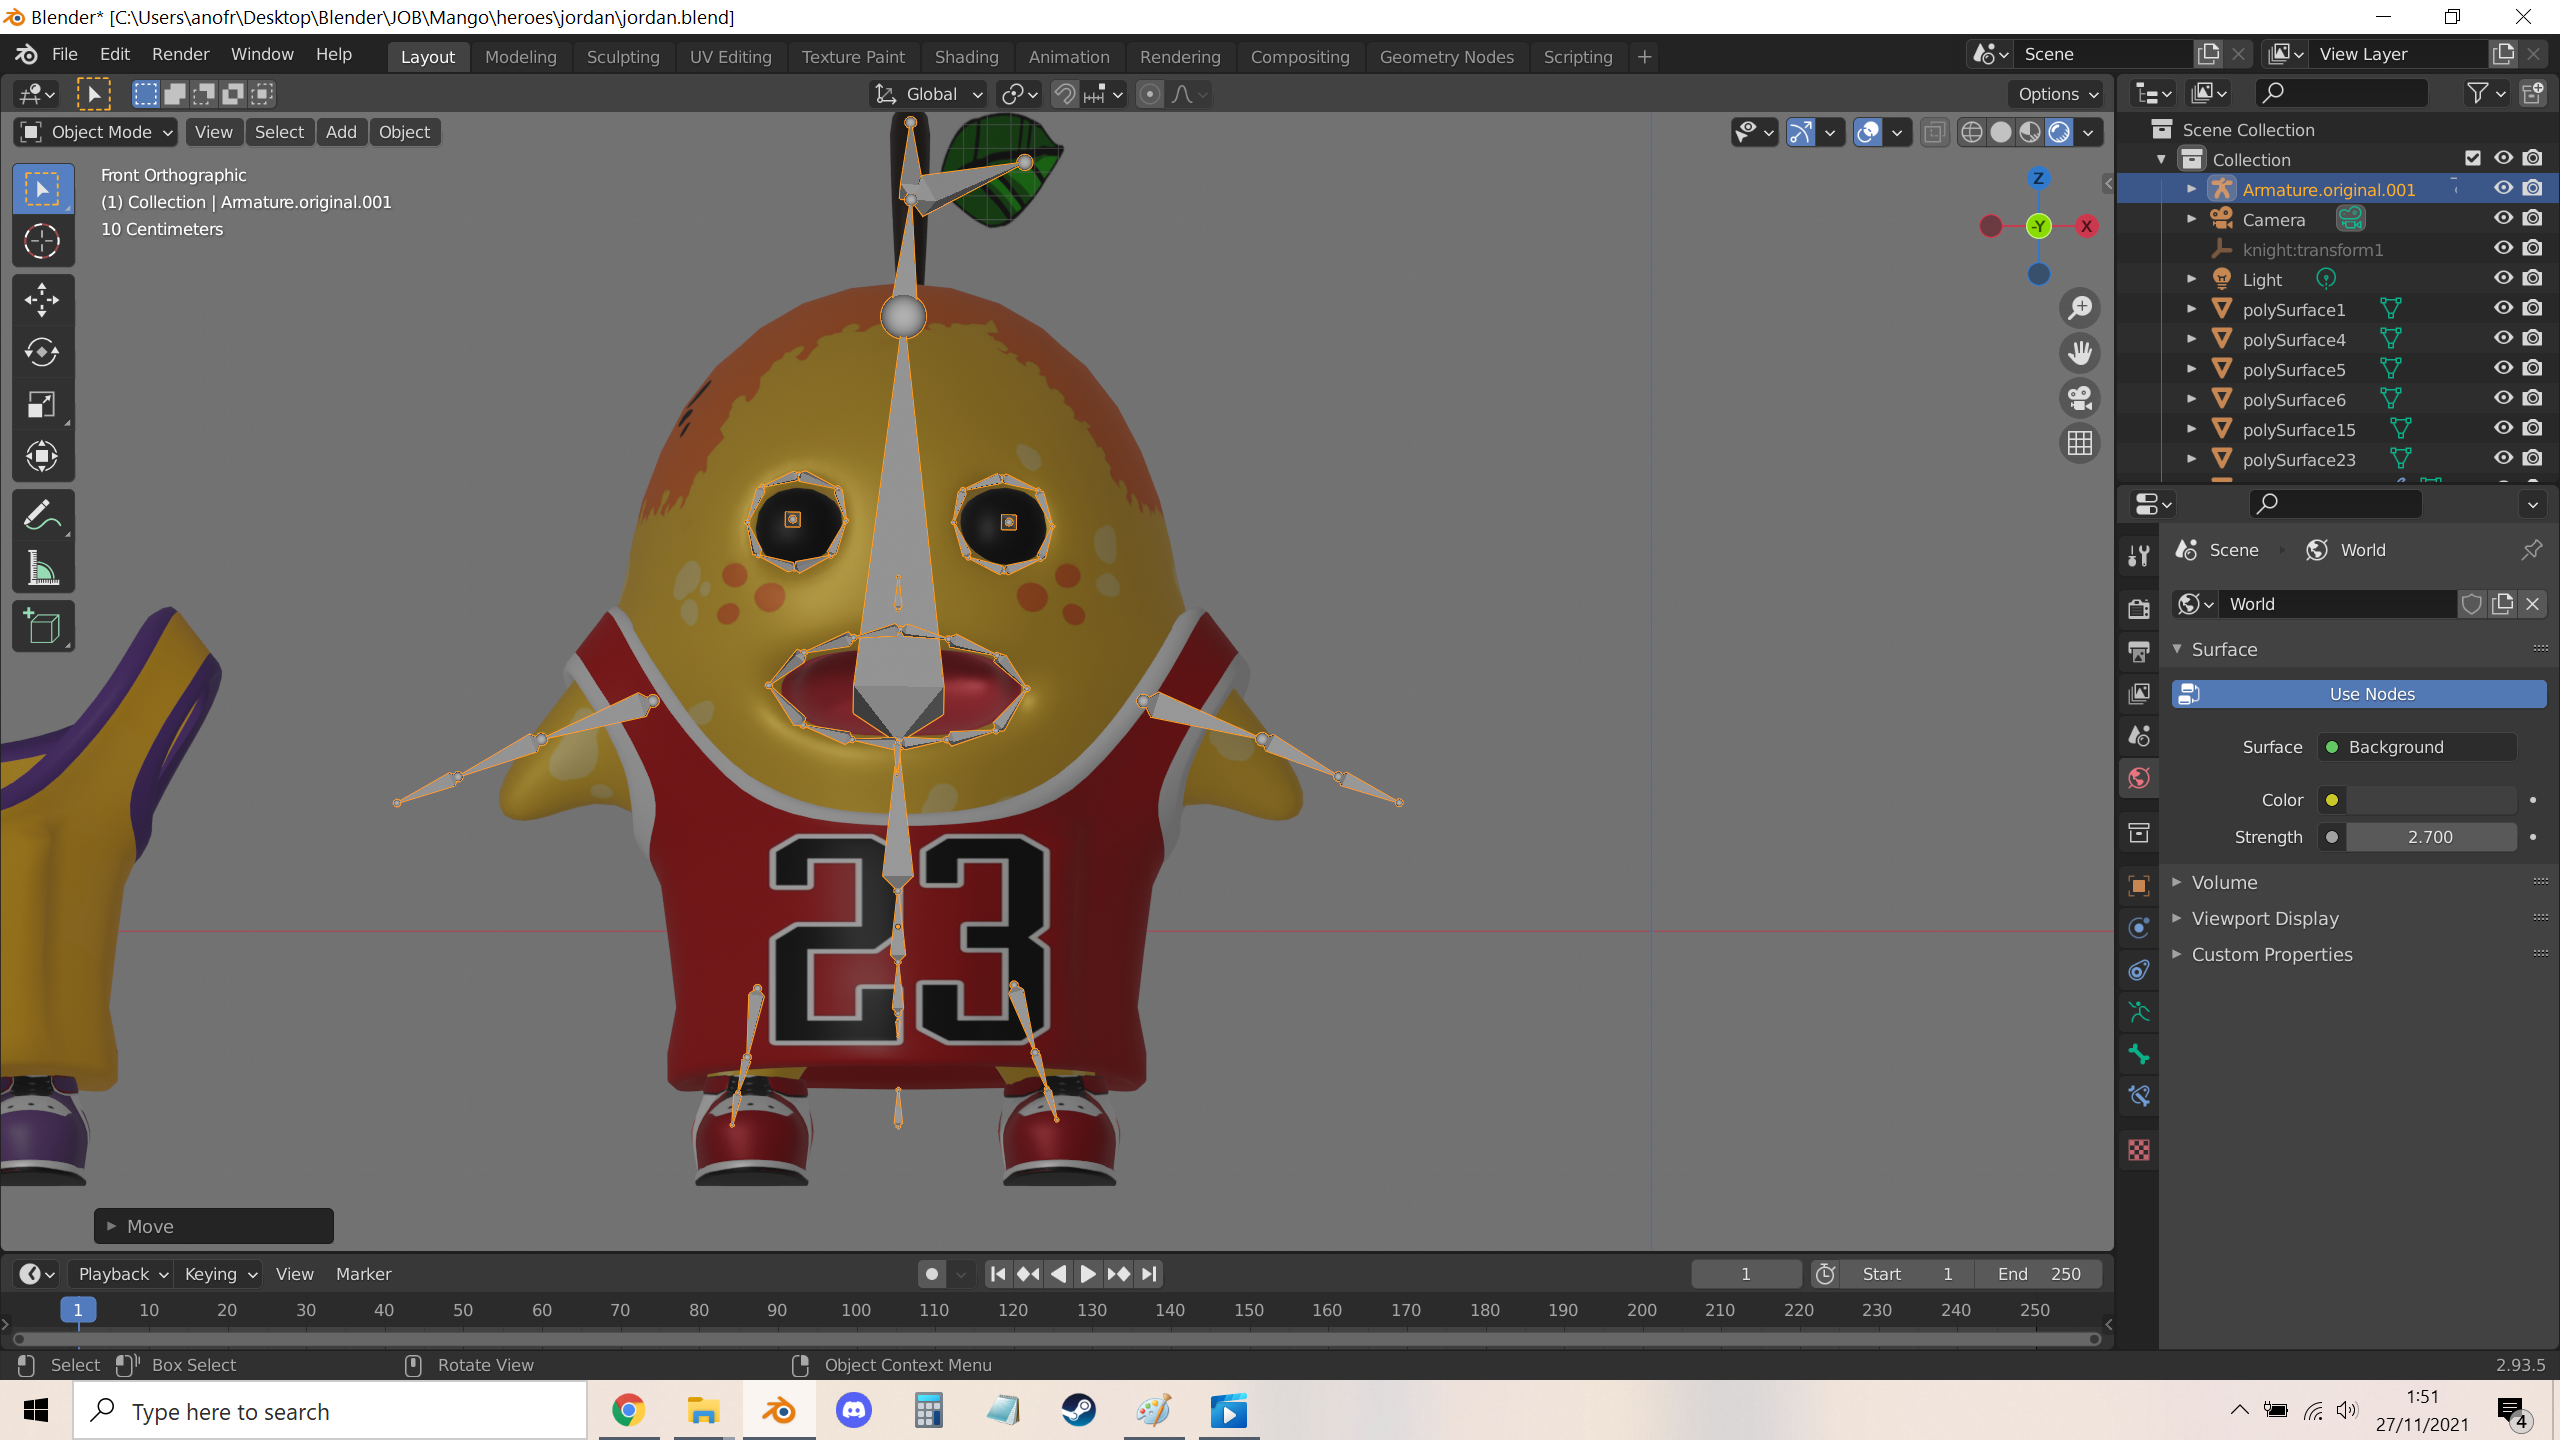 Blender* [C:\Users\anofr\Desktop\Blender\JOB\Mango\heroes\jordan\jordan.blend]
File Edit Render Window Help Layout Modeling Sculpting UV Editing Texture Paint Shading Animation Rendering Compositing Geometry Nodes Scripting + Scene View Layer
Global Options
Object Mode View Select Add Object
Front Orthographic
(1) Collection | Armature.original.001
10 Centimeters
Z
-Y
X
23
Move
Scene Collection
Collection
Armature.original.001
Camera
knight:transform1
Light
polySurface1
polySurface4
polySurface5
polySurface6
polySurface15
polySurface23
Scene World
World
Surface
Use Nodes
Surface Background
Color
Strength 2.700
Volume
Viewport Display
Custom Properties
Playback Keying View Marker 1 Start 1 End 250
1 10 20 30 40 50 60 70 80 90 100 110 120 130 140 150 160 170 180 190 200 210 220 230 240 250
Select Box Select Rotate View Object Context Menu 2.93.5
Type here to search
1:51
27/11/2021
4